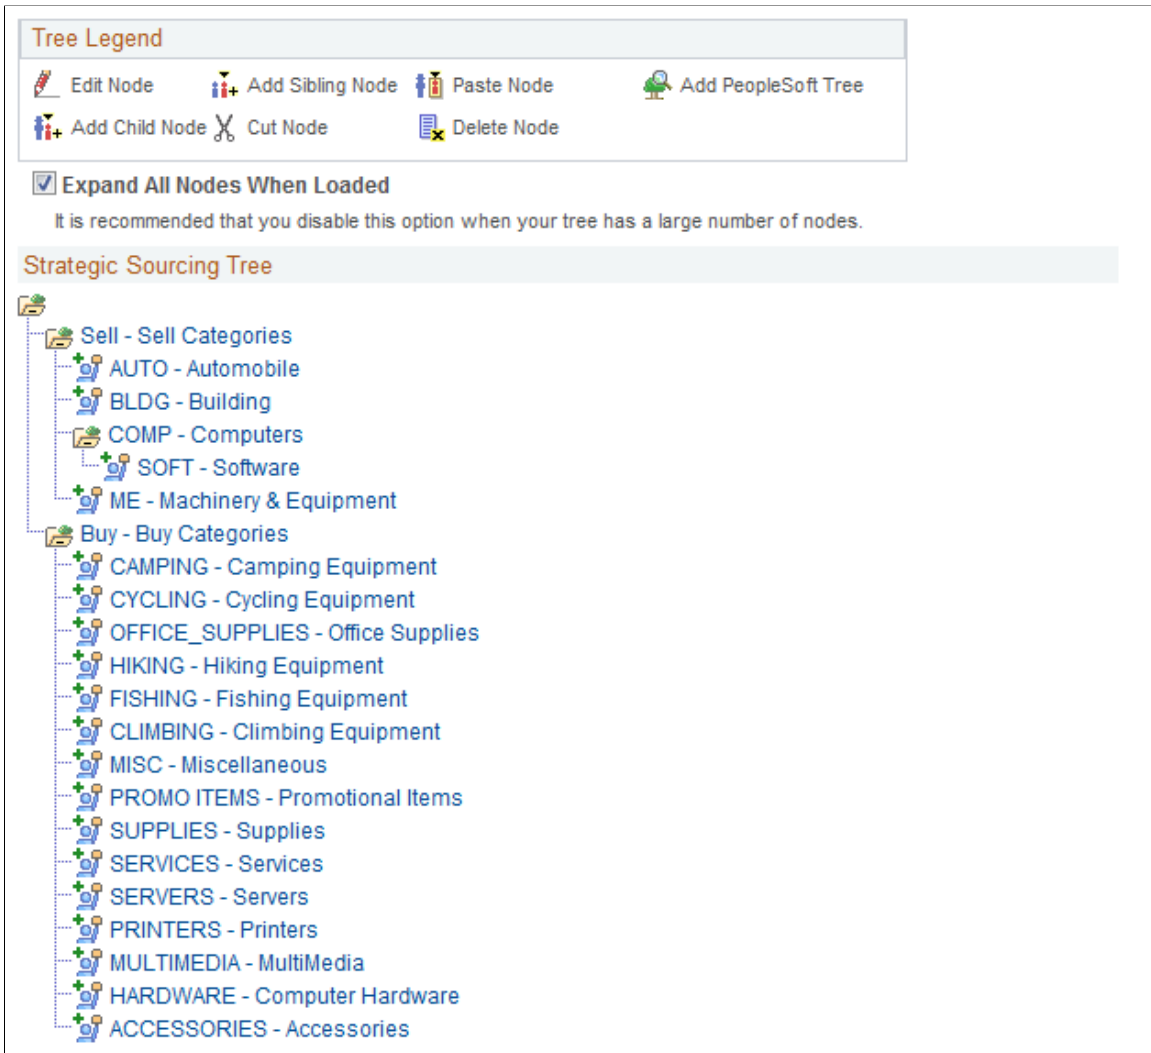 Tree Legend
Edit Node Add Sibling Node Paste Node Add PeopleSoft Tree
Add Child Node Cut Node Delete Node
Expand All Nodes When Loaded
It is recommended that you disable this option when your tree has a large number of nodes.
Strategic Sourcing Tree
Sell - Sell Categories
AUTO - Automobile
BLDG - Building
COMP - Computers
SOFT - Software
ME - Machinery & Equipment
Buy - Buy Categories
CAMPING - Camping Equipment
CYCLING - Cycling Equipment
OFFICE_SUPPLIES - Office Supplies
HIKING - Hiking Equipment
FISHING - Fishing Equipment
CLIMBING - Climbing Equipment
MISC - Miscellaneous
PROMO ITEMS - Promotional Items
SUPPLIES - Supplies
SERVICES - Services
SERVERS - Servers
PRINTERS - Printers
MULTIMEDIA - MultiMedia
HARDWARE - Computer Hardware
ACCESSORIES - Accessories